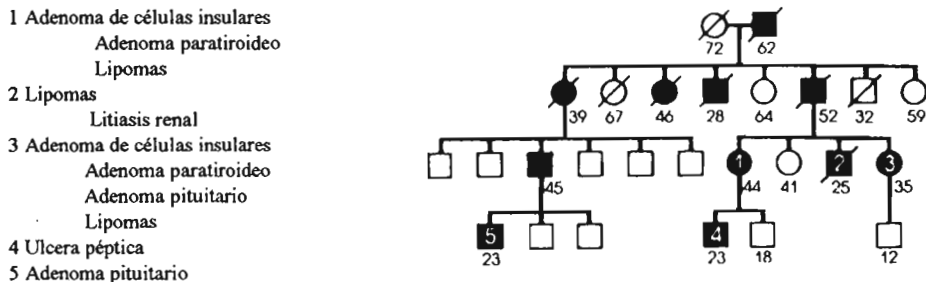 1 Adenoma de células insulares
Adenoma paratiroideo
Lipomas
2 Lipomas
Litiasis renal
3 Adenoma de células insulares
Adenoma paratiroideo
Adenoma pituitario
Lipomas
4 Ulcera péptica
5 Adenoma pituitario
72 62
39 67 46 28 64 52 32 59
45 1 44 41 2 25 3 35
5 23 4 23 18 12